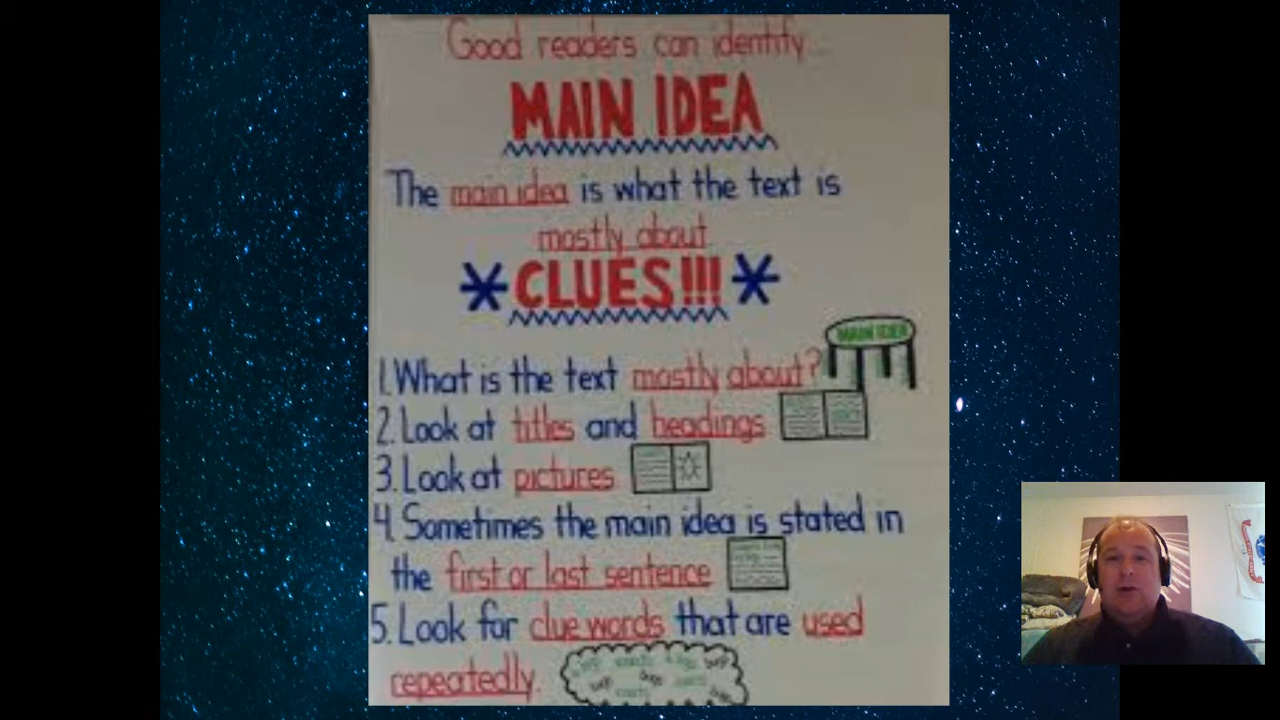 Good readers can identify...
MAIN IDEA
The main idea is what the text is
mostly about
*CLUES!!!*
MAIN IDEA
1. What is the text mostly about?
2. Look at titles and headings
3. Look at pictures
4. Sometimes the main idea is stated in
the first or last sentence
5. Look for clue words that are used
repeatedly.
bugs